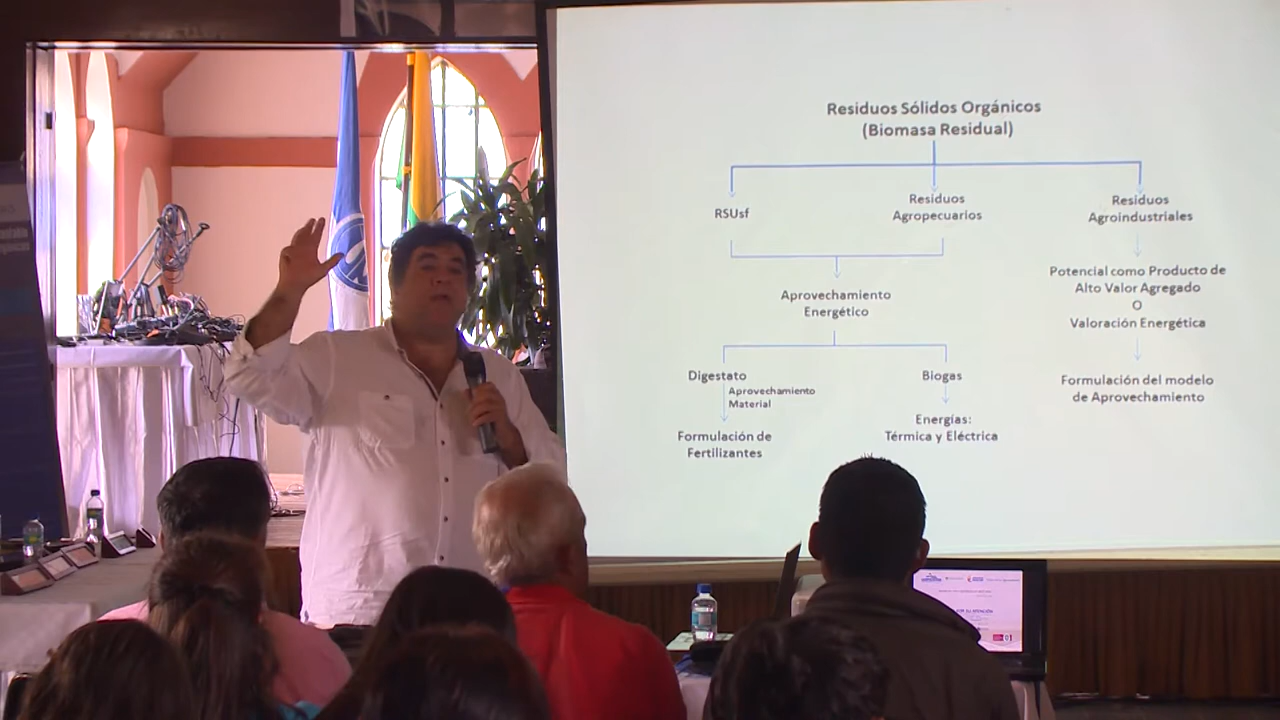 Residuos Sólidos Orgánicos
(Biomasa Residual)
RSUsf
Residuos
Agropecuarios
Residuos
Agroindustriales
Aprovechamiento
Energético
Potencial como Producto de
Alto Valor Agregado
O
Valoración Energética
Digestato
Aprovechamiento
Material
Biogas
Formulación del modelo
de Aprovechamiento
Formulación de
Fertilizantes
Energías:
Térmica y Eléctrica